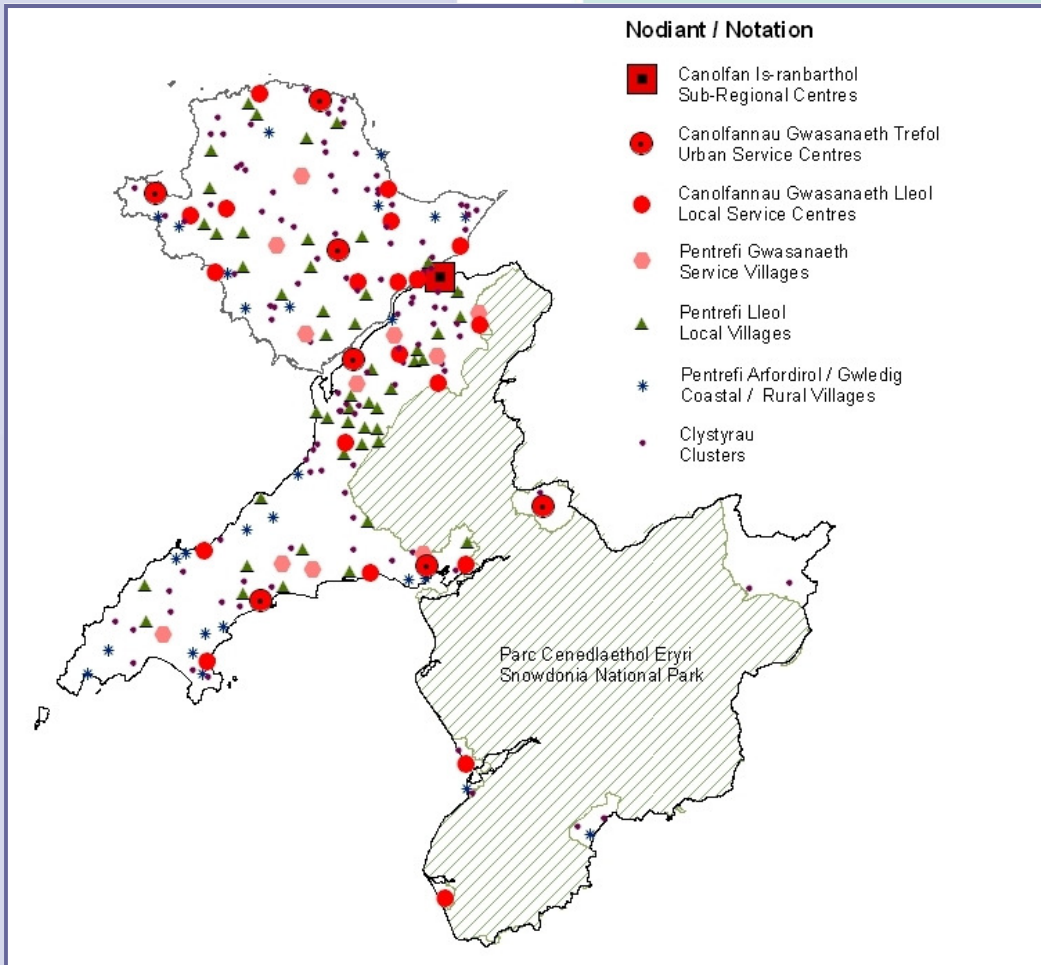 Nodiant / Notation
Canolfan Is-ranbarthol
Sub-Regional Centres
Canolfannau Gwasanaeth Trefol
Urban Service Centres
Canolfannau Gwasanaeth Lleol
Local Service Centres
Pentrefi Gwasanaeth
Service Villages
Pentrefi Lleol
Local Villages
Pentrefi Arfordirol / Gwledig
Coastal / Rural Villages
Clystyrau
Clusters
Parc Cenedlaethol Eryri
Snowdonia National Park